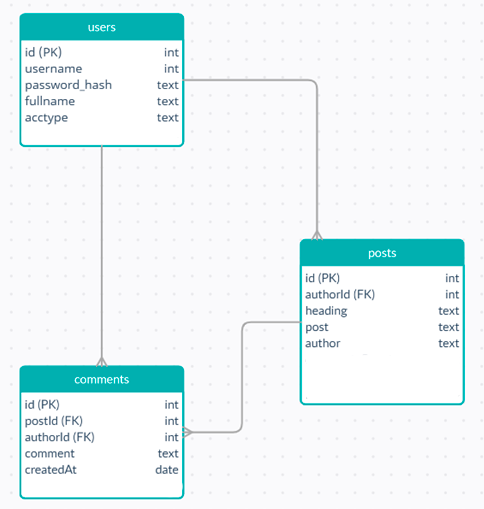 users
id (PK) int
username int
password_hash text
fullname text
acctype text
posts
id (PK) int
authorId (FK) int
heading text
post text
author text
comments
id (PK) int
postId (FK) int
authorId (FK) int
comment text
createdAt date